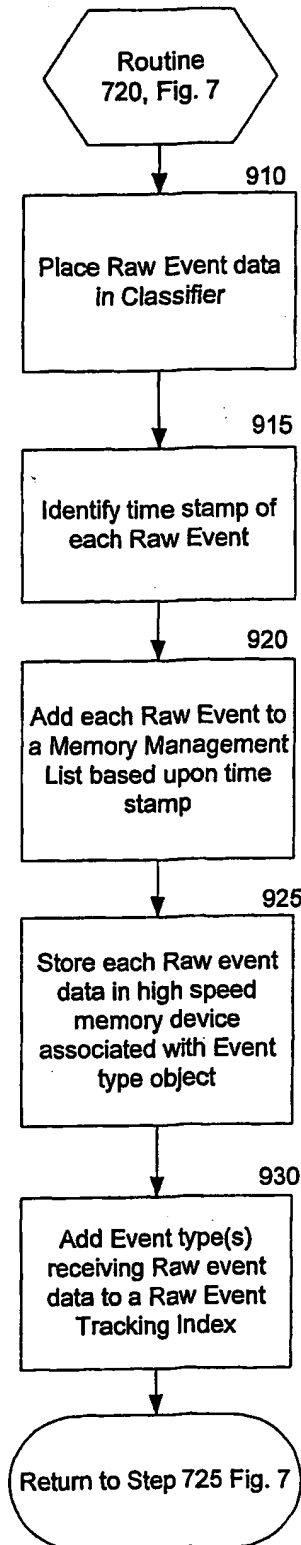 Routine
720, Fig. 7
910
Place Raw Event data
in Classifier
915
Identify time stamp of
each Raw Event
920
Add each Raw Event to
a Memory Management
List based upon time
stamp
925
Store each Raw event
data in high speed
memory device
associated with Event
type object
930
Add Event type(s)
receiving Raw event
data to a Raw Event
Tracking Index
Return to Step 725 Fig. 7